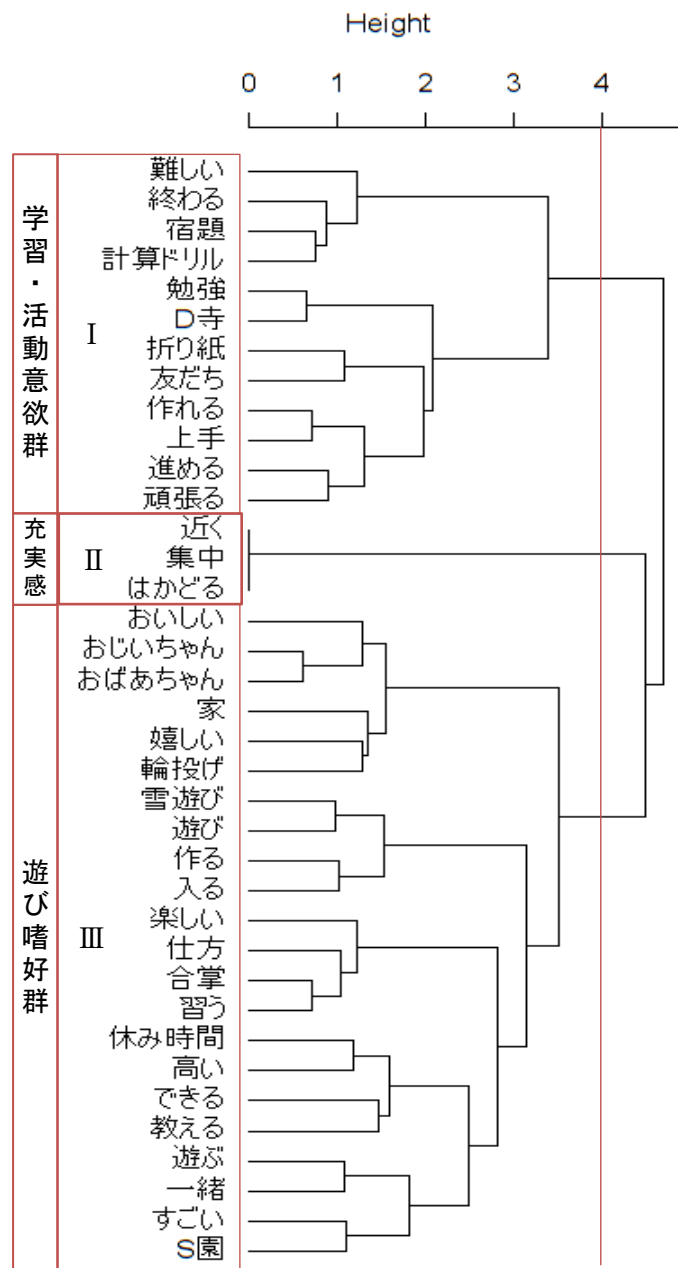 Height
0 1 2 3 4
学習・活動意欲群
Ⅰ
難しい
終わる
宿題
計算ドリル
勉強
D寺
折り紙
友だち
作れる
上手
進める
頑張る
充実感
Ⅱ
近く
集中
はかどる
遊び嗜好群
Ⅲ
おいしい
おじいちゃん
おばあちゃん
家
嬉しい
輪投げ
雪遊び
遊び
作る
入る
楽しい
仕方
合掌
習う
休み時間
高い
できる
教える
遊ぶ
一緒
すごい
S園